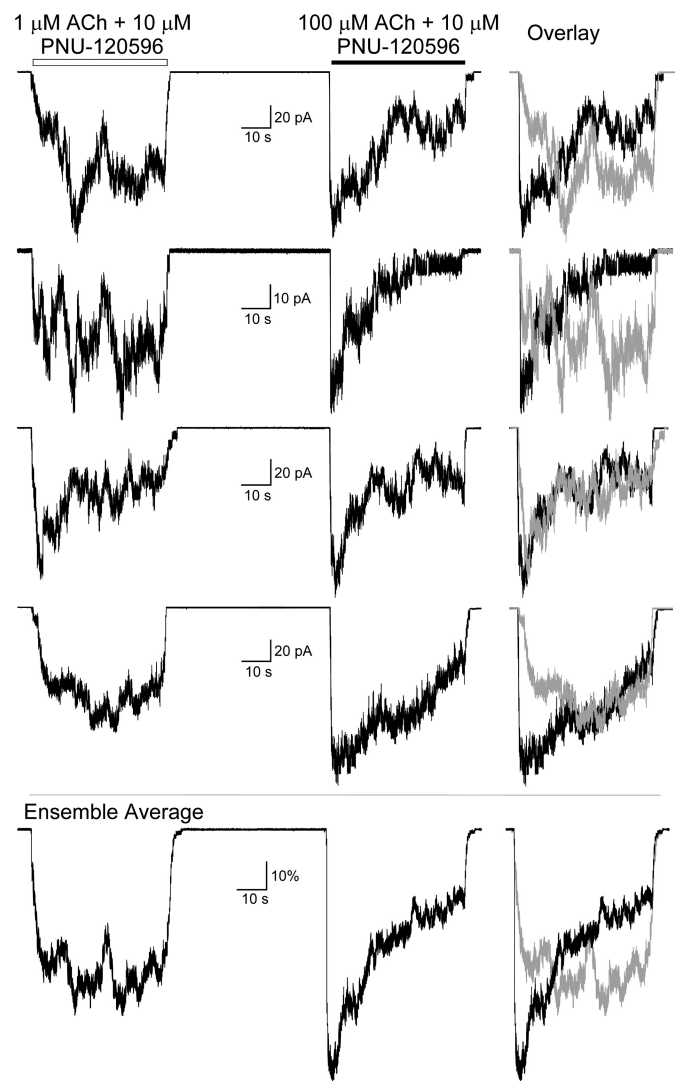 1 μM ACh + 10 μM
PNU-120596
100 μM ACh + 10 μM
PNU-120596
Overlay
20 pA
10 s
10 pA
10 s
20 pA
10 s
20 pA
10 s
Ensemble Average
10%
10 s